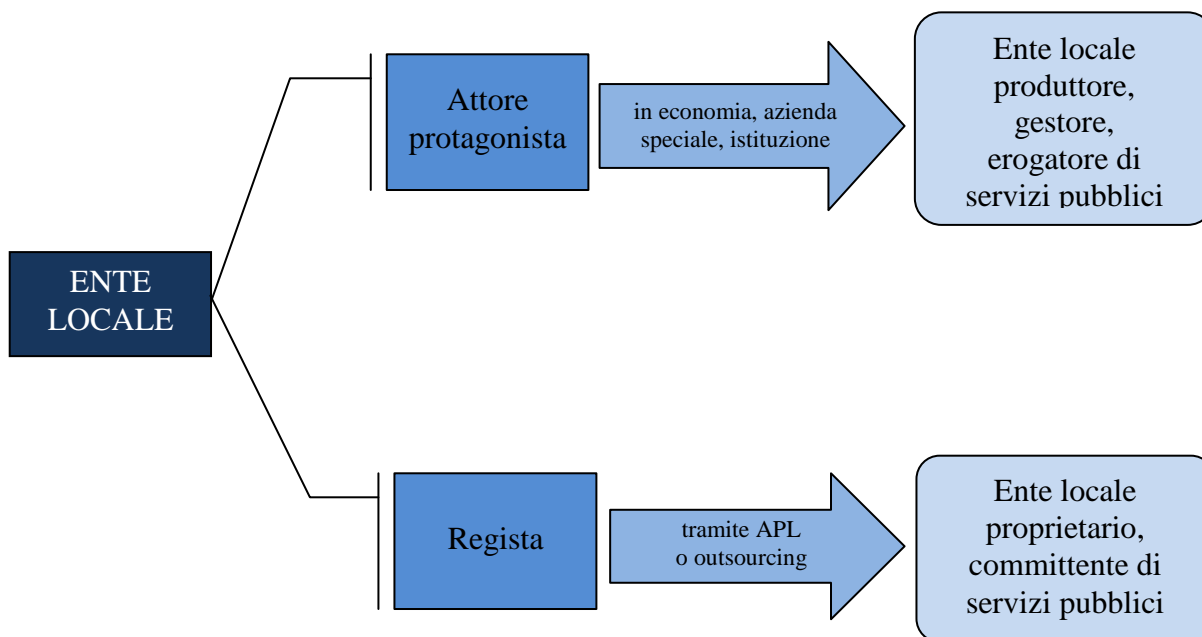 Attore
protagonista
in economia, azienda
speciale, istituzione
Ente locale
produttore,
gestore,
erogatore di
servizi pubblici
ENTE
LOCALE
Regista
tramite APL
o outsourcing
Ente locale
proprietario,
committente di
servizi pubblici